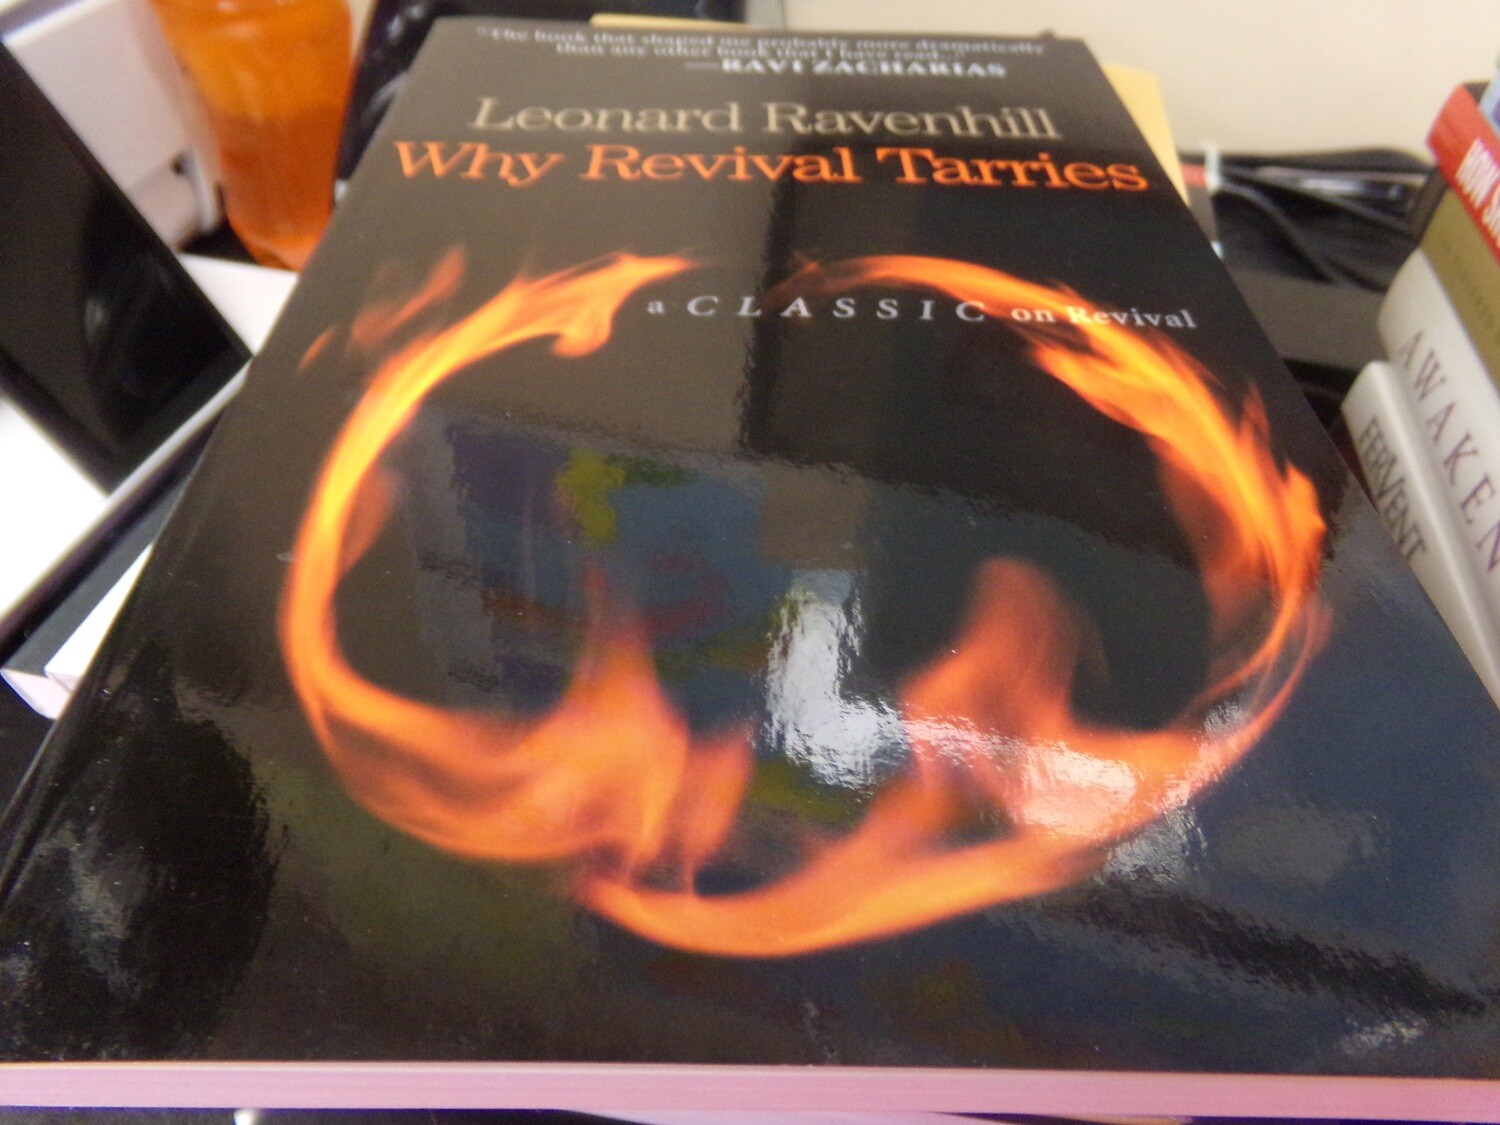 "The book that shaped me probably more dramatically
than any other book that I have read."
—RAVI ZACHARIAS
Leonard Ravenhill
Why Revival Tarries
a CLASSIC on Revival
HOW S
AWAKEN
FERVENT